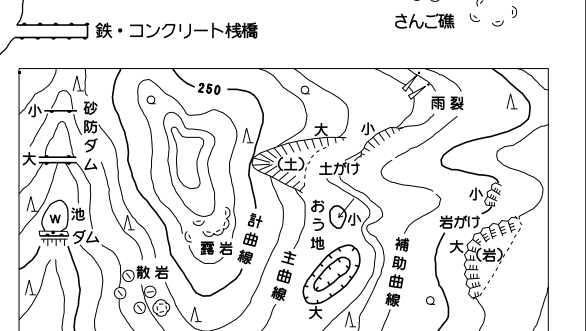 鉄・コンクリート桟橋
さんご礁
250
雨裂
小
砂防ダム
大
大
小
(土)
土がけ
小
岩がけ
大
(岩)
W
池
ダム
おう地
小
大
露岩
計曲線
主曲線
補助曲線
散岩